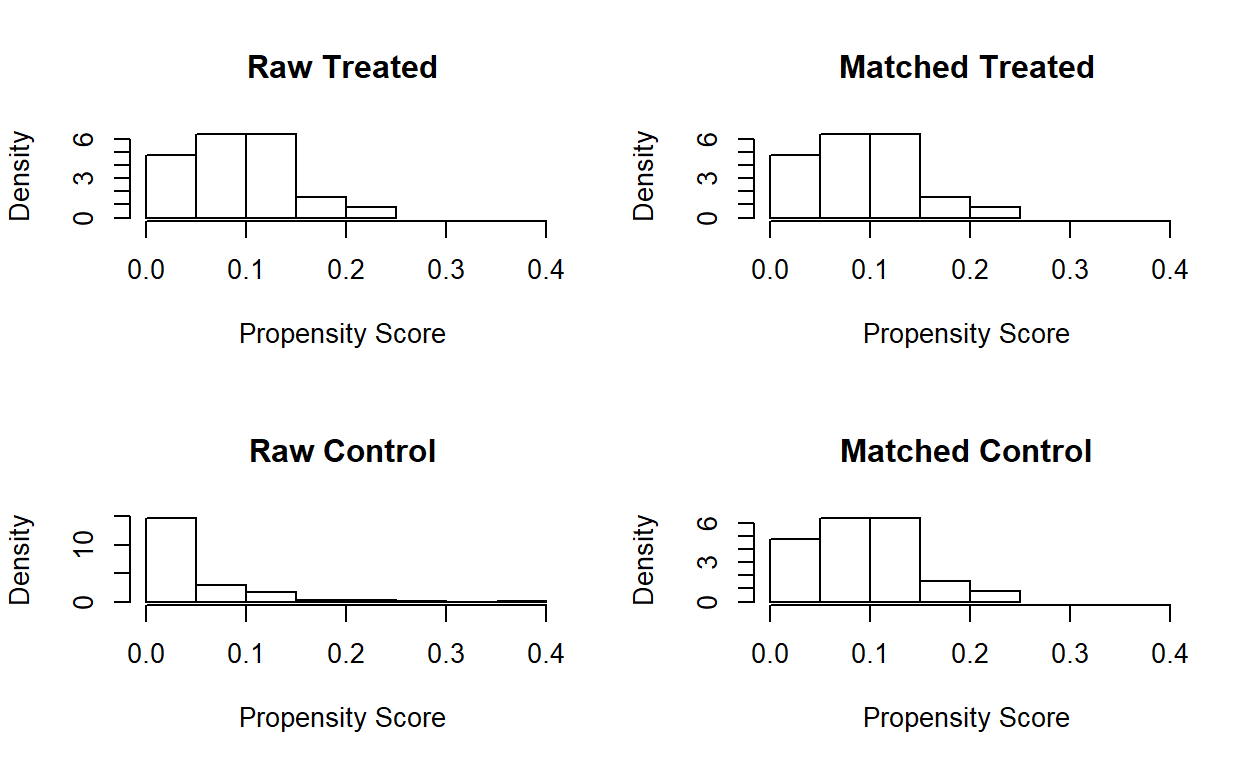 Raw Treated
Density
0 3 6
0.0 0.1 0.2 0.3 0.4
Propensity Score
Matched Treated
Density
0 3 6
0.0 0.1 0.2 0.3 0.4
Propensity Score
Raw Control
Density
0 10
0.0 0.1 0.2 0.3 0.4
Propensity Score
Matched Control
Density
0 3 6
0.0 0.1 0.2 0.3 0.4
Propensity Score